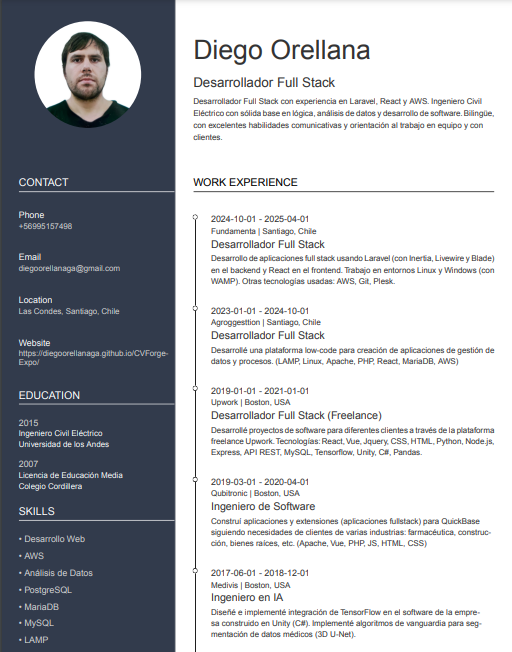 Diego Orellana
Desarrollador Full Stack
Desarrollador Full Stack con experiencia en Laravel, React y AWS. Ingeniero Civil
Eléctrico con sólida base en lógica, análisis de datos y desarrollo de software. Bilingüe,
con excelentes habilidades comunicativas y orientación al trabajo en equipo y con
clientes.
CONTACT
Phone
+56995157498
Email
diegoorellanaga@gmail.com
Location
Las Condes, Santiago, Chile
Website
https://diegoorellanaga.github.io/CVForge-
Expo/
EDUCATION
2015
Ingeniero Civil Eléctrico
Universidad de los Andes
2007
Licencia de Educación Media
Colegio Cordillera
SKILLS
• Desarrollo Web
• AWS
• Análisis de Datos
• PostgreSQL
• MariaDB
• MySQL
• LAMP
WORK EXPERIENCE
2024-10-01 - 2025-04-01
Fundamenta | Santiago, Chile
Desarrollador Full Stack
Desarrollo de aplicaciones full stack usando Laravel (con Inertia, Livewire y Blade)
en el backend y React en el frontend. Trabajo en entornos Linux y Windows (con
WAMP). Otras tecnologías usadas: AWS, Git, Plesk.
2023-01-01 - 2024-10-01
Agroggesttion | Santiago, Chile
Desarrollador Full Stack
Desarrollé una plataforma low-code para creación de aplicaciones de gestión de
datos y procesos. (LAMP, Linux, Apache, PHP, React, MariaDB, AWS)
2019-01-01 - 2021-01-01
Upwork | Boston, USA
Desarrollador Full Stack (Freelance)
Desarrollé proyectos de software para diferentes clientes a través de la plataforma
freelance Upwork. Tecnologías: React, Vue, Jquery, CSS, HTML, Python, Node.js,
Express, API REST, MySQL, Tensorflow, Unity, C#, Pandas.
2019-03-01 - 2020-04-01
Qubitronic | Boston, USA
Ingeniero de Software
Construí aplicaciones y extensiones (aplicaciones fullstack) para QuickBase
siguiendo necesidades de clientes de varias industrias: farmacéutica, construc-
ción, bienes raíces, etc. (Apache, Vue, PHP, JS, HTML, CSS)
2017-06-01 - 2018-12-01
Medivis | Boston, USA
Ingeniero en IA
Diseñé e implementé integración de TensorFlow en el software de la empre-
sa construido en Unity (C#). Implementé algoritmos de vanguardia para seg-
mentación de datos médicos (3D U-Net).